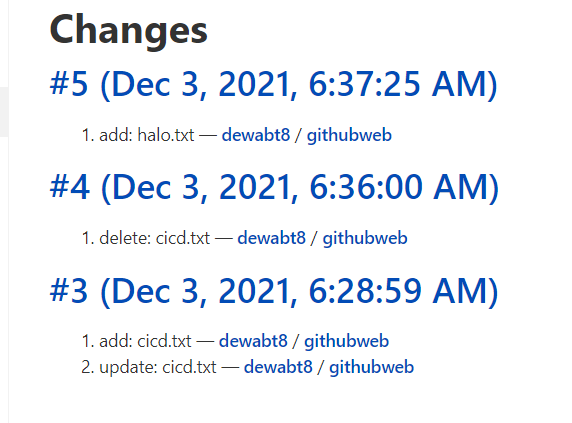 Changes
#5 (Dec 3, 2021, 6:37:25 AM)
1. add: halo.txt — dewabt8 / githubweb
#4 (Dec 3, 2021, 6:36:00 AM)
1. delete: cicd.txt — dewabt8 / githubweb
#3 (Dec 3, 2021, 6:28:59 AM)
1. add: cicd.txt — dewabt8 / githubweb
2. update: cicd.txt — dewabt8 / githubweb